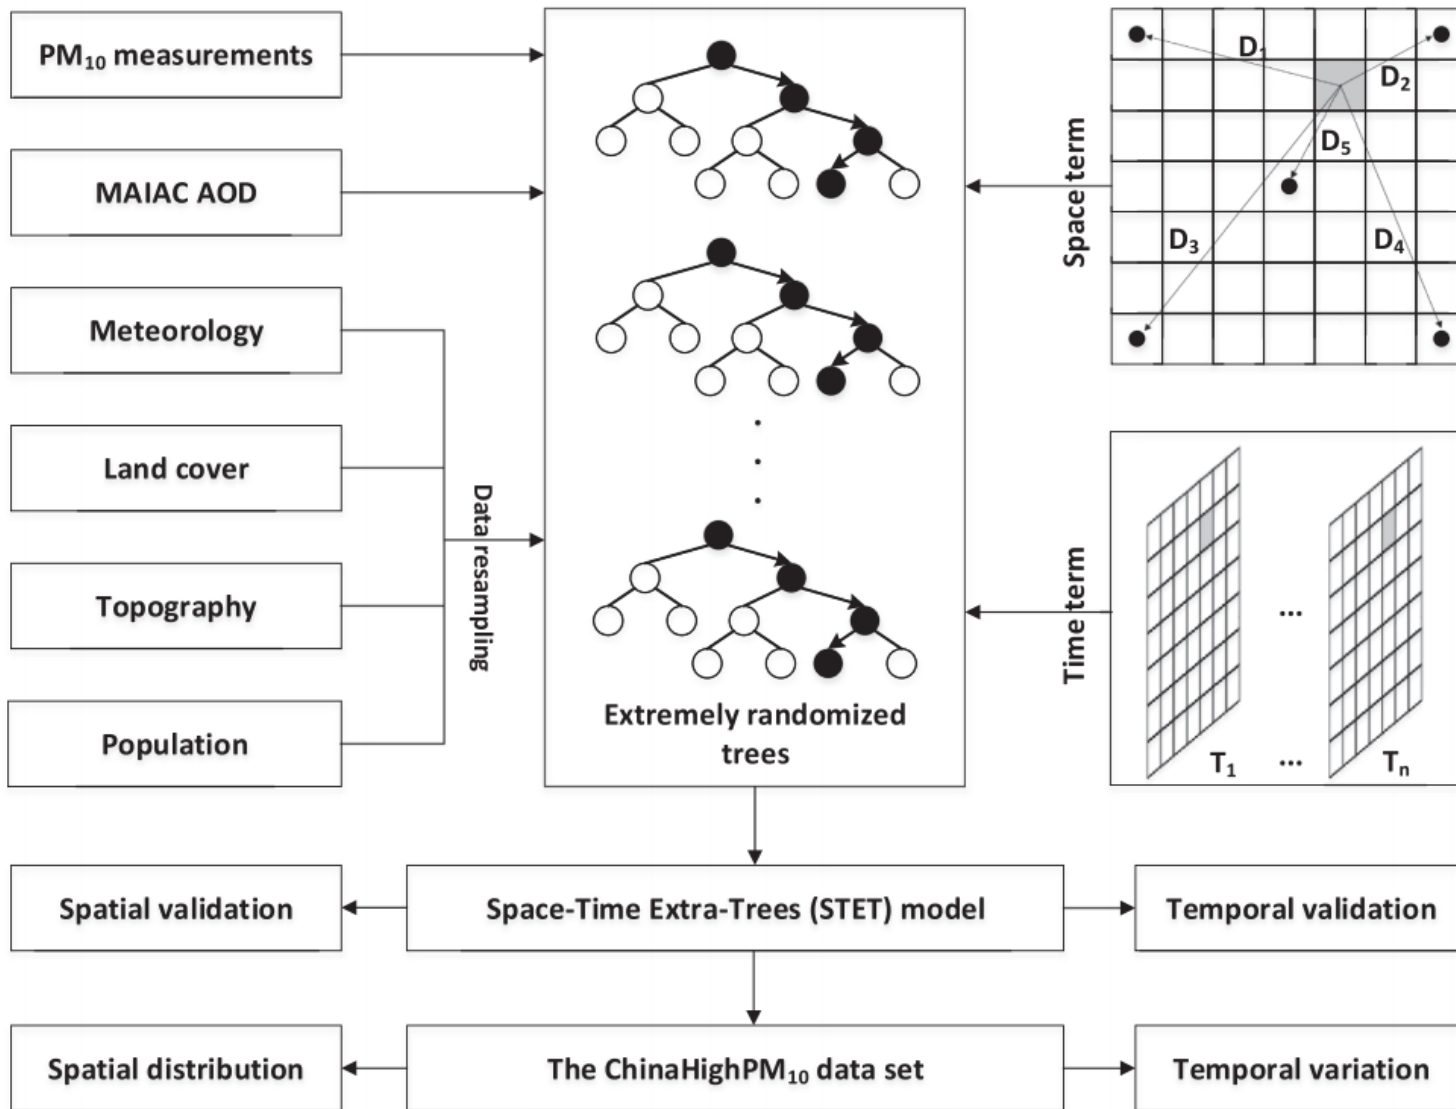 PM₁₀ measurements
MAIAC AOD
Meteorology
Land cover
Topography
Population
Data resampling
Extremely randomized
trees
Space term
D₁
D₂
D₅
D₃
D₄
Time term
...
T₁ ... Tₙ
Spatial validation
Space-Time Extra-Trees (STET) model
Temporal validation
Spatial distribution
The ChinaHighPM₁₀ data set
Temporal variation